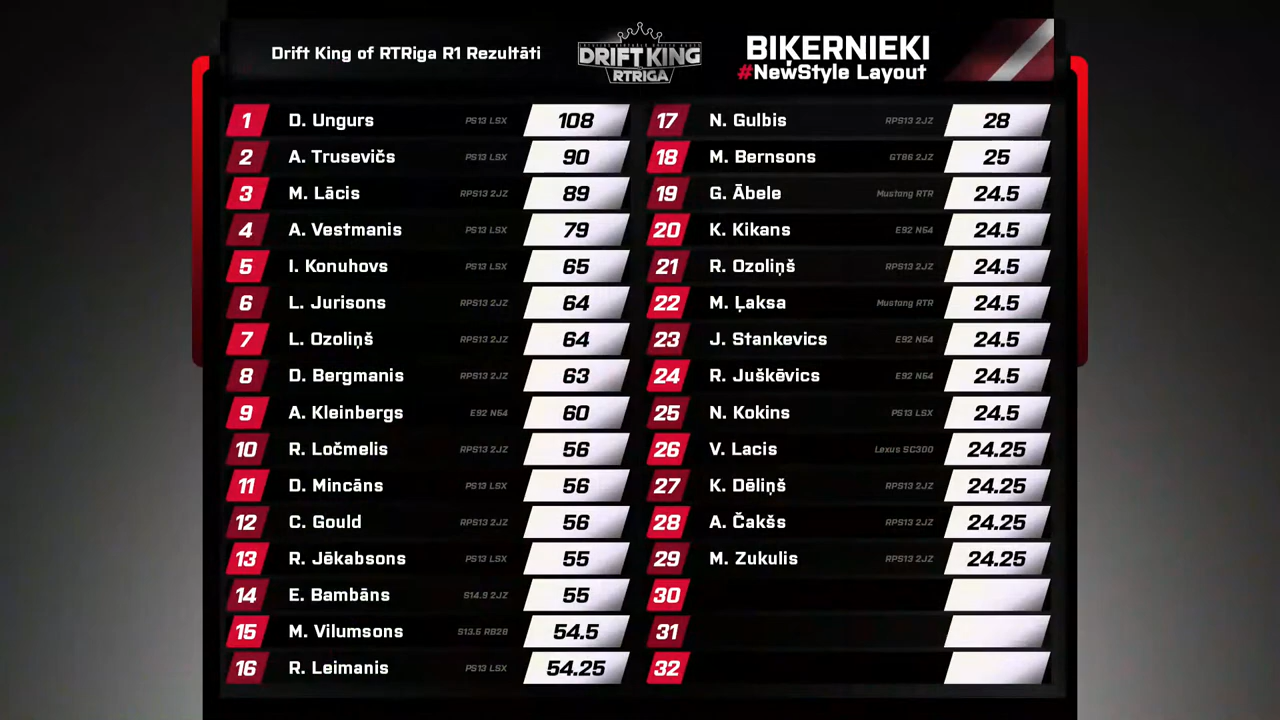 Drift King of RTRiga R1 Rezultāti
DRIFT KING
RTRIGA
BIĶERNIEKI
#NewStyle Layout
1 D. Ungurs PS13 LSX 108
2 A. Trusevičs PS13 LSX 90
3 M. Lācis RPS13 2JZ 89
4 A. Vestmanis PS13 LSX 79
5 I. Konuhovs PS13 LSX 65
6 L. Jurisons RPS13 2JZ 64
7 L. Ozoliņš RPS13 2JZ 64
8 D. Bergmanis RPS13 2JZ 63
9 A. Kleinbergs E92 N54 60
10 R. Ločmelis RPS13 2JZ 56
11 D. Mincāns PS13 LSX 56
12 C. Gould RPS13 2JZ 56
13 R. Jēkabsons PS13 LSX 55
14 E. Bambāns S14.9 2JZ 55
15 M. Vilumsons S13.5 RB28 54.5
16 R. Leimanis PS13 LSX 54.25
17 N. Gulbis RPS13 2JZ 28
18 M. Bernsons GT86 2JZ 25
19 G. Ābele Mustang RTR 24.5
20 K. Kikans E92 N54 24.5
21 R. Ozoliņš RPS13 2JZ 24.5
22 M. Ļaksa Mustang RTR 24.5
23 J. Stankevics E92 N54 24.5
24 R. Juškēvics E92 N54 24.5
25 N. Kokins PS13 LSX 24.5
26 V. Lacis Lexus SC300 24.25
27 K. Dēliņš RPS13 2JZ 24.25
28 A. Čakšs RPS13 2JZ 24.25
29 M. Zukulis RPS13 2JZ 24.25
30
31
32